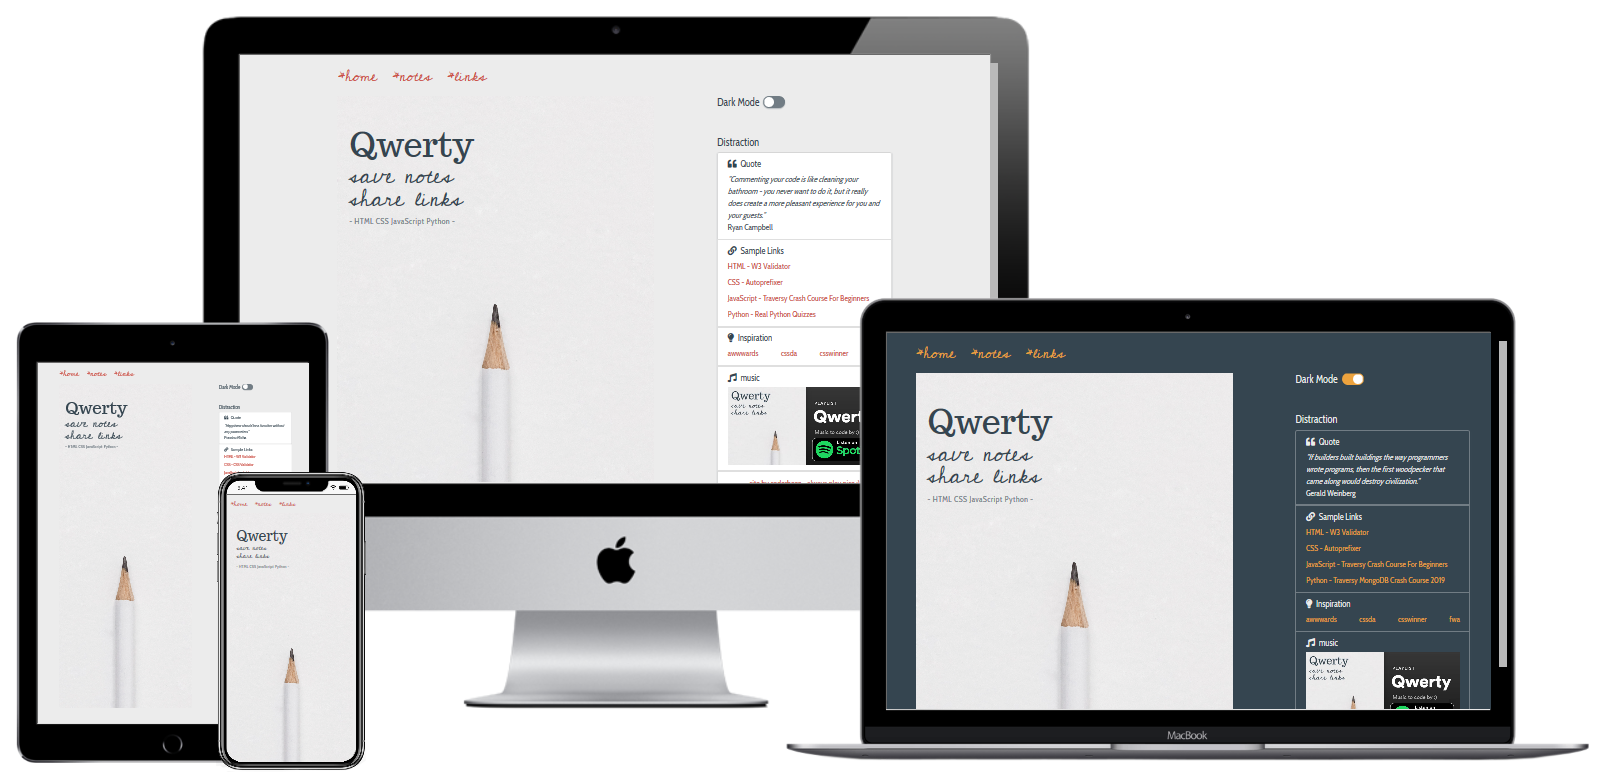 *home *notes *links
Dark Mode
Qwerty
save notes
share links
- HTML CSS JavaScript Python -
Distraction
Quote
"Commenting your code is like cleaning your
bathroom - you never want to do it, but it really
does create a more pleasant experience for you and
your guests."
Ryan Campbell
Sample Links
HTML - W3 Validator
CSS - Autoprefixer
JavaScript - Traversy Crash Course For Beginners
Python - Real Python Quizzes
Inspiration
awwwards cssda csswinner
music
Qwerty
save notes
share links
PLAYLIST
Qwert
Music to code by :)
Listen on
Spot
*home *notes *links
Dark Mode
Qwerty
save notes
share links
- HTML CSS JavaScript Python -
Distraction
Quote
Sample Links
HTML - W3 Validator
CSS - CSS Validator
9:41
*home *notes *links
Qwerty
save notes
share links
- HTML CSS JavaScript Python -
*home *notes *links
Dark Mode
Qwerty
save notes
share links
- HTML CSS JavaScript Python -
Distraction
Quote
"If builders built buildings the way programmers
wrote programs, then the first woodpecker that
came along would destroy civilization."
Gerald Weinberg
Sample Links
HTML - W3 Validator
CSS - Autoprefixer
JavaScript - Traversy Crash Course For Beginners
Python - Traversy MongoDB Crash Course 2019
Inspiration
awwwards cssda csswinner fwa
music
Qwerty
save notes
share links
PLAYLIST
Qwerty
Music to code by :)
MacBook